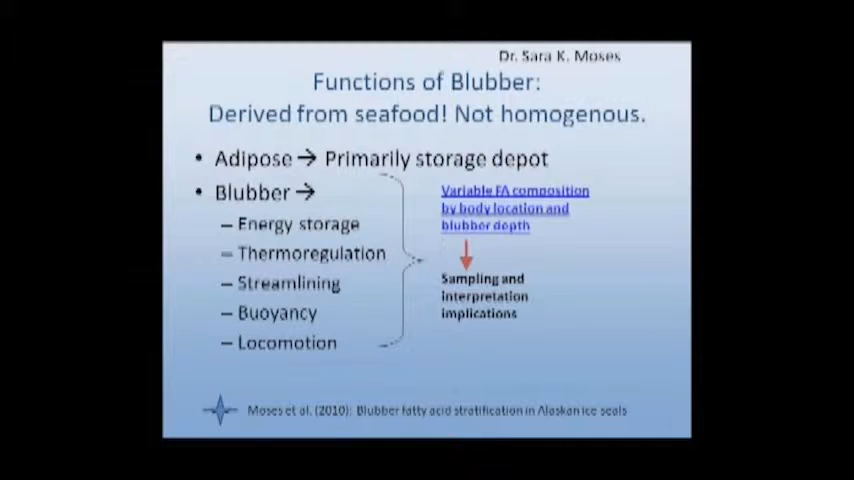 Dr. Sara K. Moses
Functions of Blubber:
Derived from seafood! Not homogenous.
• Adipose → Primarily storage depot
• Blubber →
– Energy storage
– Thermoregulation
– Streamlining
– Buoyancy
– Locomotion
Variable FA composition
by body location and
blubber depth
Sampling and
interpretation
implications
Moses et al. (2010): Blubber fatty acid stratification in Alaskan ice seals